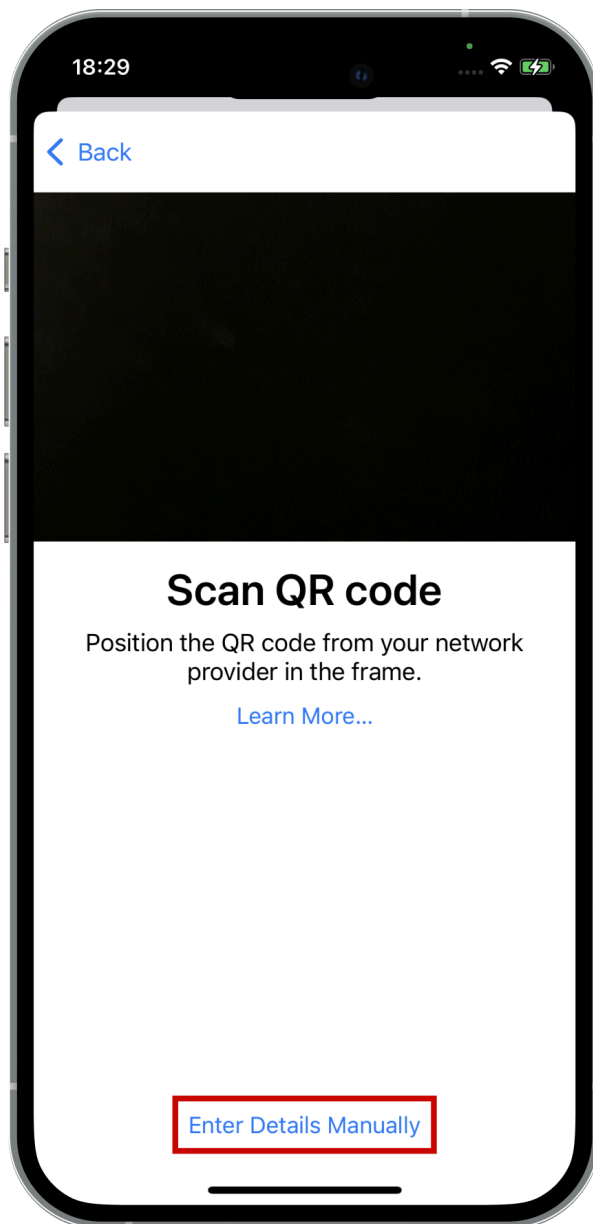 18:29
Back
Scan QR code
Position the QR code from your network
provider in the frame.
Learn More...
Enter Details Manually